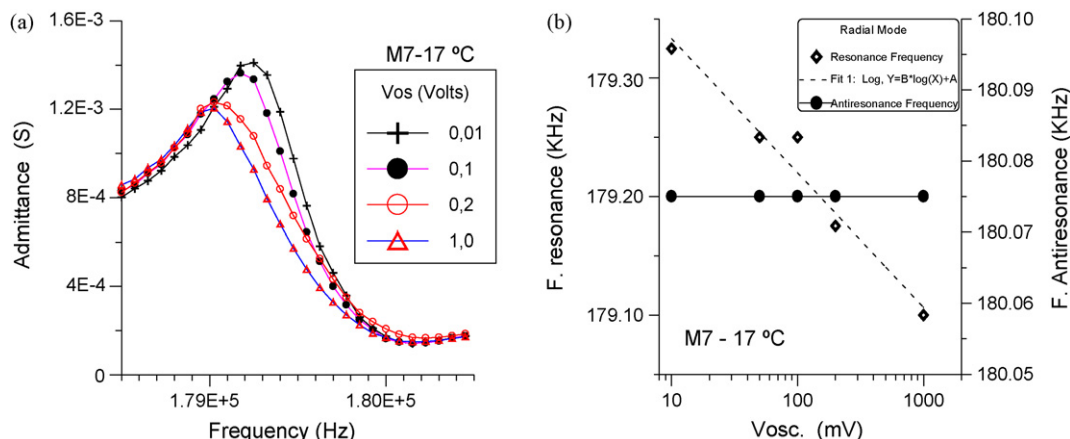 (a)
1.6E-3
1.2E-3
8E-4
4E-4
0
Admittance (S)
M7-17 ºC
Vos (Volts)
0,01
0,1
0,2
1,0
1.79E+5
1.80E+5
Frequency (Hz)
(b)
179.30
179.20
179.10
F. resonance (KHz)
Radial Mode
Resonance Frequency
Fit 1: Log, Y=B*log(X)+A
Antiresonance Frequency
M7 - 17 ºC
10
100
1000
Vosc. (mV)
180.10
180.09
180.08
180.07
180.06
180.05
F. Antiresonance (KHz)